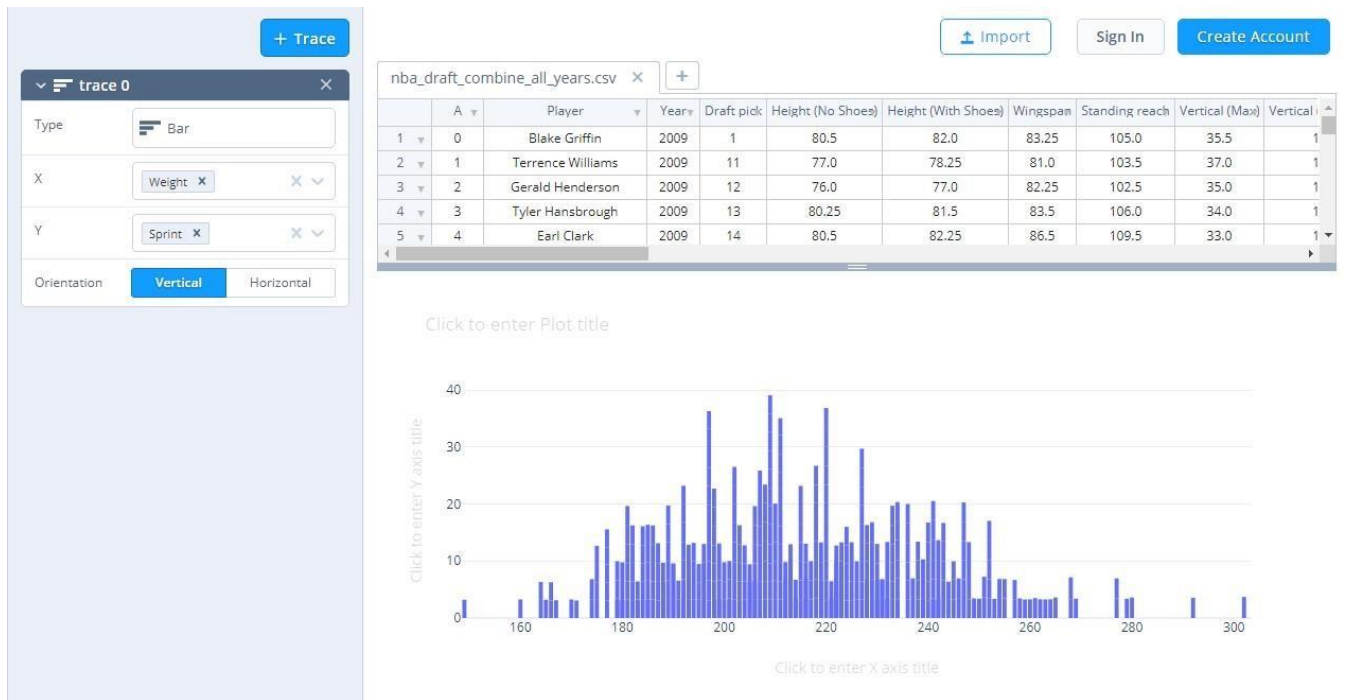 + Trace
Import Sign In Create Account
trace 0
Type Bar
X Weight
Y Sprint
Orientation Vertical Horizontal
nba_draft_combine_all_years.csv +
A Player Year Draft pick Height (No Shoes) Height (With Shoes) Wingspan Standing reach Vertical (Max) Vertical (
1 0 Blake Griffin 2009 1 80.5 82.0 83.25 105.0 35.5 1
2 1 Terrence Williams 2009 11 77.0 78.25 81.0 103.5 37.0 1
3 2 Gerald Henderson 2009 12 76.0 77.0 82.25 102.5 35.0 1
4 3 Tyler Hansbrough 2009 13 80.25 81.5 83.5 106.0 34.0 1
5 4 Earl Clark 2009 14 80.5 82.25 86.5 109.5 33.0 1
Click to enter Plot title
Click to enter Y axis title
40
30
20
10
0
160 180 200 220 240 260 280 300
Click to enter X axis title